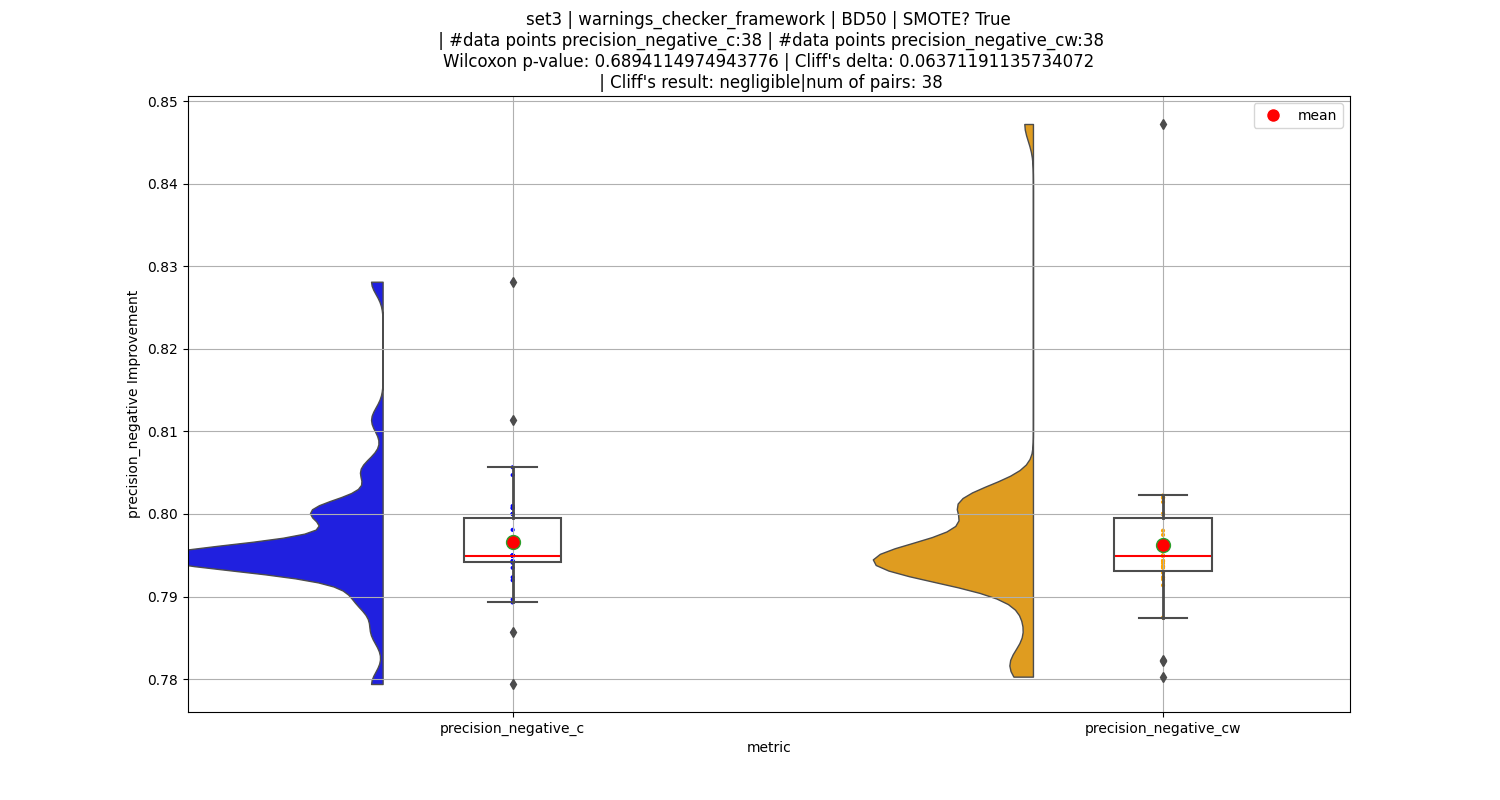 set3 | warnings_checker_framework | BD50 | SMOTE? True
| #data points precision_negative_c:38 | #data points precision_negative_cw:38
Wilcoxon p-value: 0.6894114974943776 | Cliff's delta: 0.06371191135734072
| Cliff's result: negligible|num of pairs: 38
mean
0.85
0.84
0.83
0.82
0.81
0.80
0.79
0.78
precision_negative Improvement
precision_negative_c
precision_negative_cw
metric